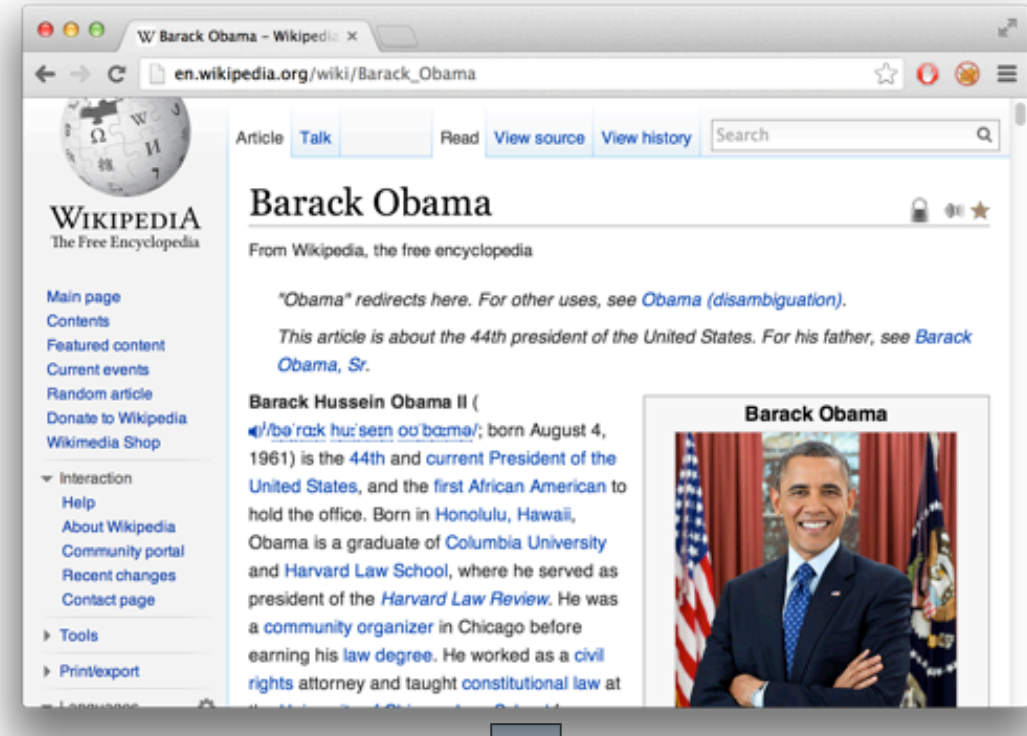 W Barack Obama – Wikipedia ×
en.wikipedia.org/wiki/Barack_Obama
Article Talk Read View source View history Search
WIKIPEDIA
The Free Encyclopedia
Main page
Contents
Featured content
Current events
Random article
Donate to Wikipedia
Wikimedia Shop
Interaction
Help
About Wikipedia
Community portal
Recent changes
Contact page
Tools
Print/export
Languages
Barack Obama
From Wikipedia, the free encyclopedia
"Obama" redirects here. For other uses, see Obama (disambiguation).
This article is about the 44th president of the United States. For his father, see Barack
Obama, Sr.
Barack Hussein Obama II (
/bəˈrɑːk huːˈseɪn oʊˈbɑːmə/; born August 4,
1961) is the 44th and current President of the
United States, and the first African American to
hold the office. Born in Honolulu, Hawaii,
Obama is a graduate of Columbia University
and Harvard Law School, where he served as
president of the Harvard Law Review. He was
a community organizer in Chicago before
earning his law degree. He worked as a civil
rights attorney and taught constitutional law at
Barack Obama